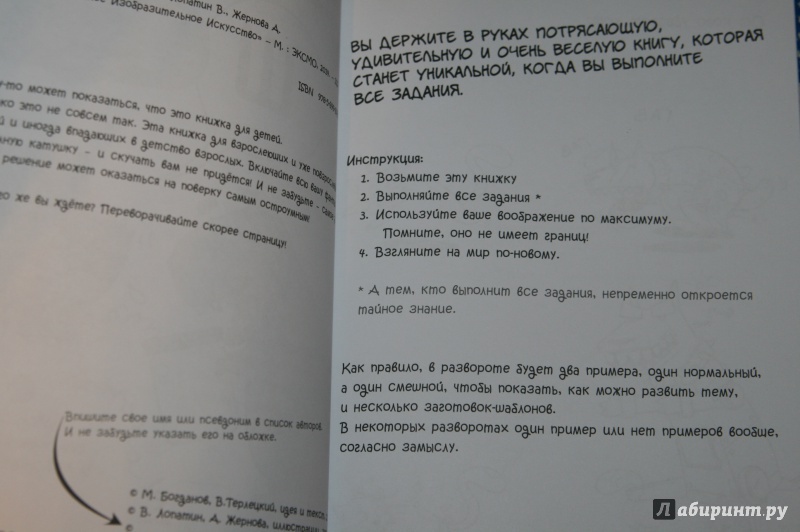 Лопатин В., Жернова А.
Изобразительное Искусство» – М. : ЭКСМО, 2011.
ISBN
может показаться, что это книжка для детей.
это не совсем так. Эта книжка для взрослеющих и уже
и иногда впадающих в детство взрослых. Включайте всю вашу
катушку - и скучать вам не придётся! И не забудьте -
решение может оказаться на поверку самым остроумным!
же вы ждёте? Переворачивайте скорее страницу!
Впишите свое имя или псевдоним в список авторов.
И не забудьте указать его на обложке.
© М. Богданов, В.Терлецкий, идея и текст,
© В. Лопатин, А. Жернова, иллюстрации,
©
ВЫ ДЕРЖИТЕ В РУКАХ ПОТРЯСАЮЩУЮ,
УДИВИТЕЛЬНУЮ И ОЧЕНЬ ВЕСЕЛУЮ КНИГУ, КОТОРАЯ
СТАНЕТ УНИКАЛЬНОЙ, КОГДА ВЫ ВЫПОЛНИТЕ
ВСЕ ЗАДАНИЯ.
Инструкция:
1. Возьмите эту книжку
2. Выполняйте все задания *
3. Используйте ваше воображение по максимуму.
Помните, оно не имеет границ!
4. Взгляните на мир по-новому.
* А тем, кто выполнит все задания, непременно откроется
тайное знание.
Как правило, в развороте будет два примера, один нормальный,
а один смешной, чтобы показать, как можно развить тему,
и несколько заготовок-шаблонов.
В некоторых разворотах один пример или нет примеров вообще,
согласно замыслу.
Лабиринт.ру